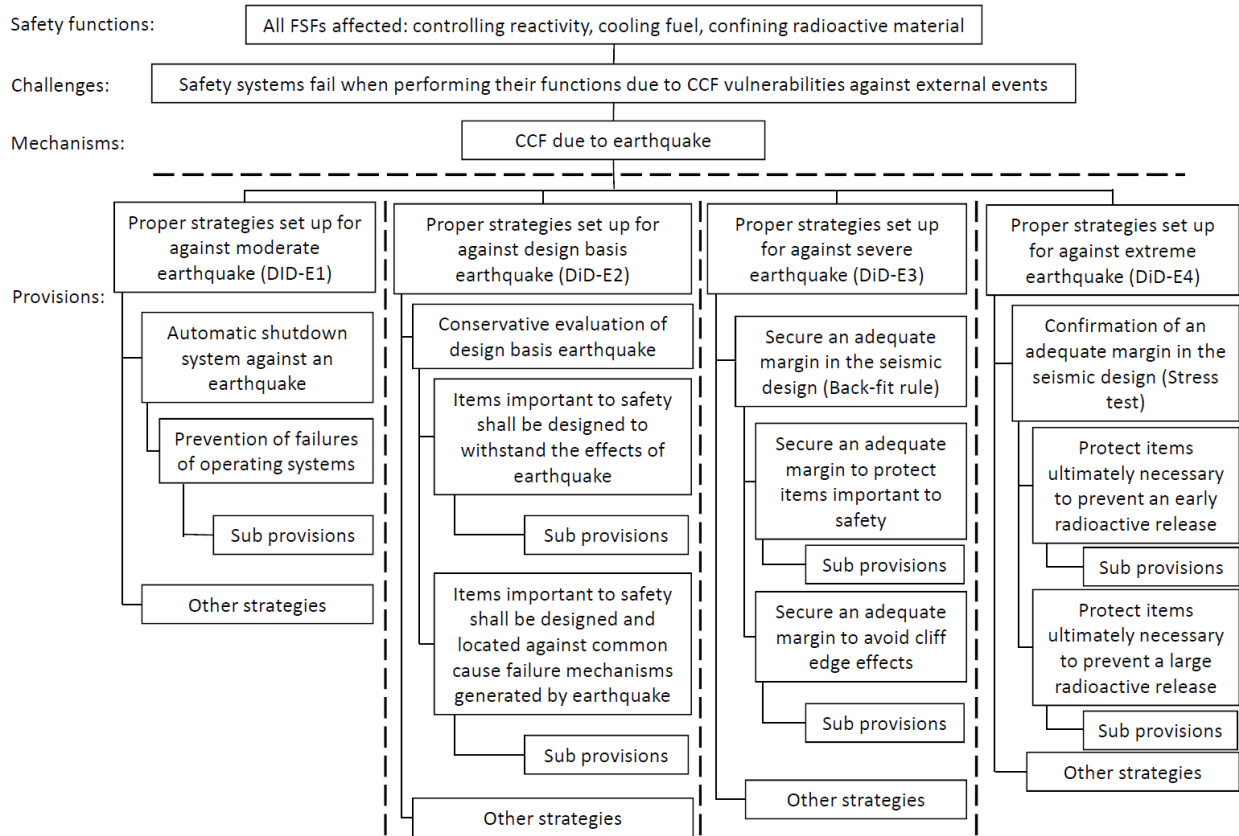 Safety functions:
All FSFs affected: controlling reactivity, cooling fuel, confining radioactive material
Challenges:
Safety systems fail when performing their functions due to CCF vulnerabilities against external events
Mechanisms:
CCF due to earthquake
Provisions:
Proper strategies set up for
against moderate
earthquake (DID-E1)
Automatic shutdown
system against an
earthquake
Prevention of failures
of operating systems
Sub provisions
Other strategies
Proper strategies set up for
against design basis
earthquake (DiD-E2)
Conservative evaluation of
design basis earthquake
Items important to safety
shall be designed to
withstand the effects of
earthquake
Sub provisions
Items important to safety
shall be designed and
located against common
cause failure mechanisms
generated by earthquake
Sub provisions
Other strategies
Proper strategies set up
for against severe
earthquake (DiD-E3)
Secure an adequate
margin in the seismic
design (Back-fit rule)
Secure an adequate
margin to protect
items important to
safety
Sub provisions
Secure an adequate
margin to avoid cliff
edge effects
Sub provisions
Other strategies
Proper strategies set up
for against extreme
earthquake (DiD-E4)
Confirmation of an
adequate margin in the
seismic design (Stress
test)
Protect items
ultimately necessary
to prevent an early
radioactive release
Sub provisions
Protect items
ultimately necessary
to prevent a large
radioactive release
Sub provisions
Other strategies